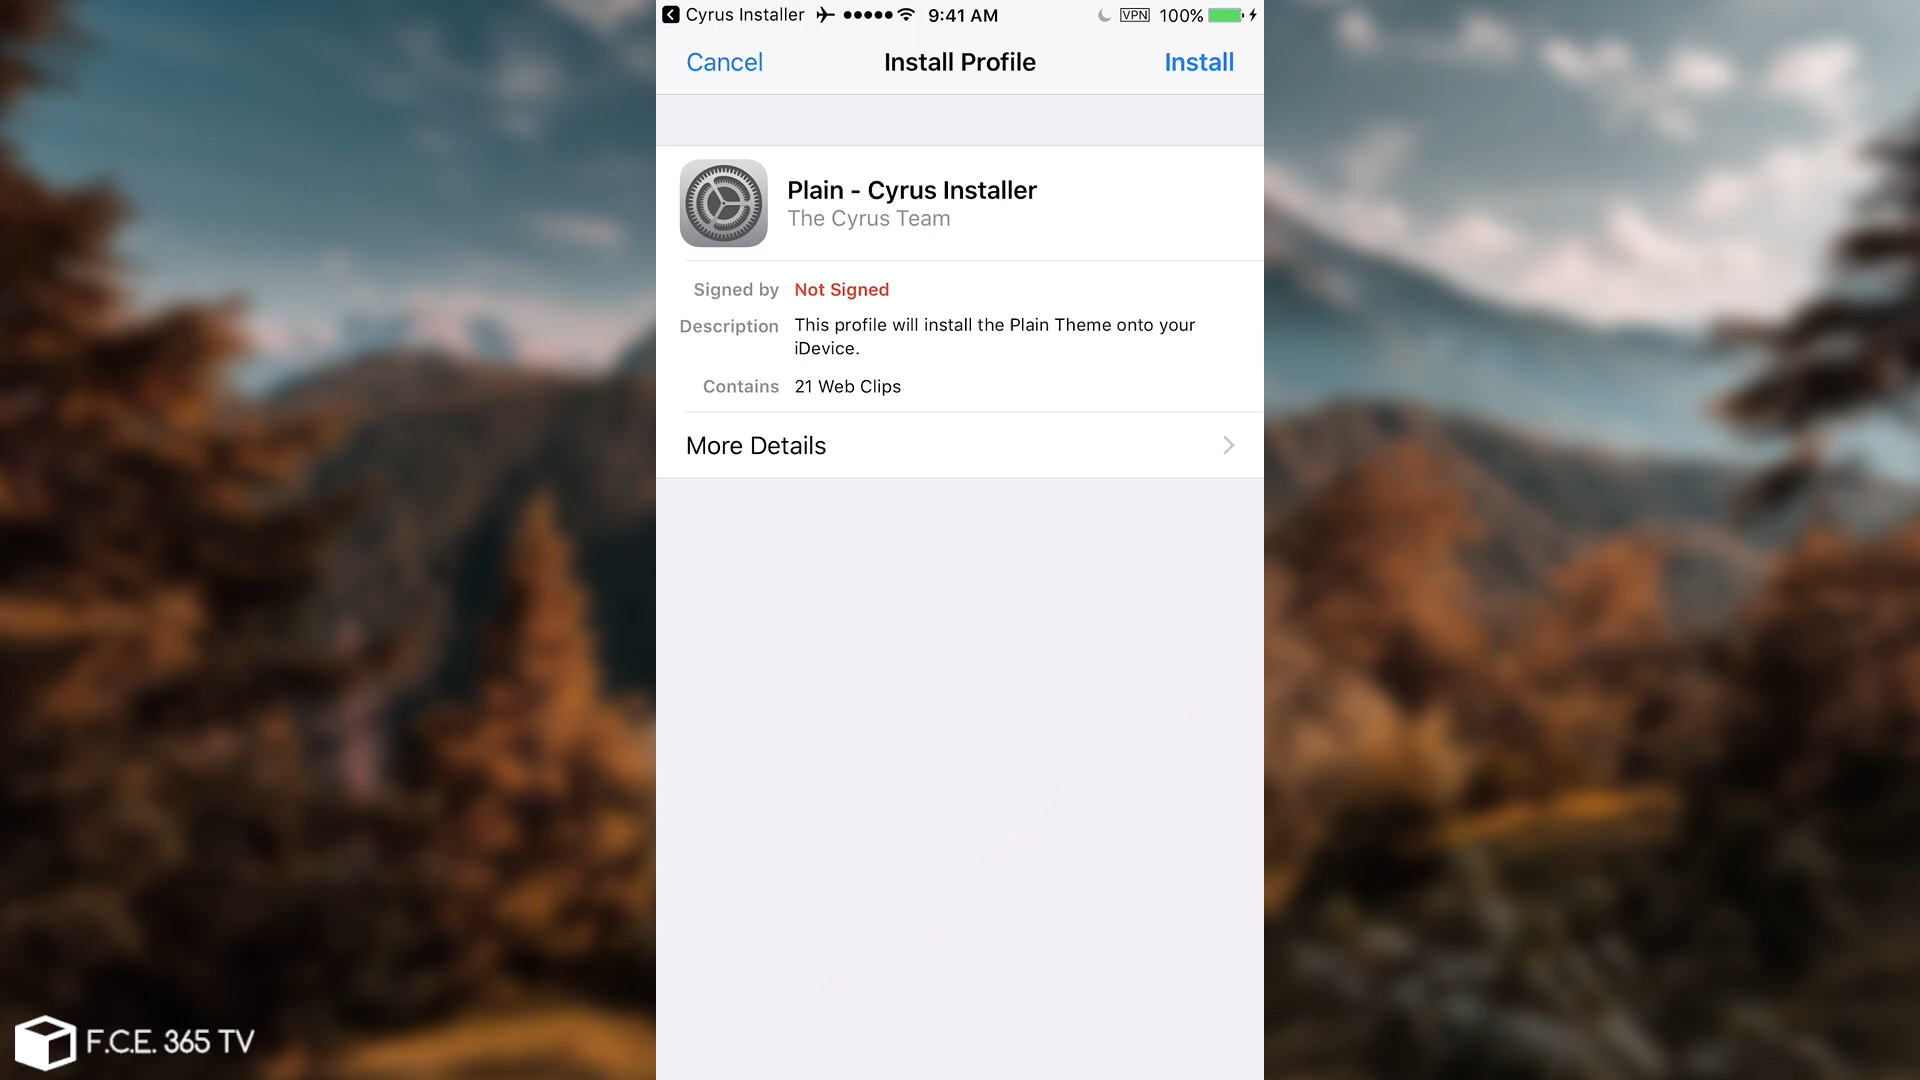 Cyrus Installer 9:41 AM VPN 100%
Cancel Install Profile Install
Plain - Cyrus Installer
The Cyrus Team
Signed by Not Signed
Description This profile will install the Plain Theme onto your
iDevice.
Contains 21 Web Clips
More Details
F.C.E. 365 TV